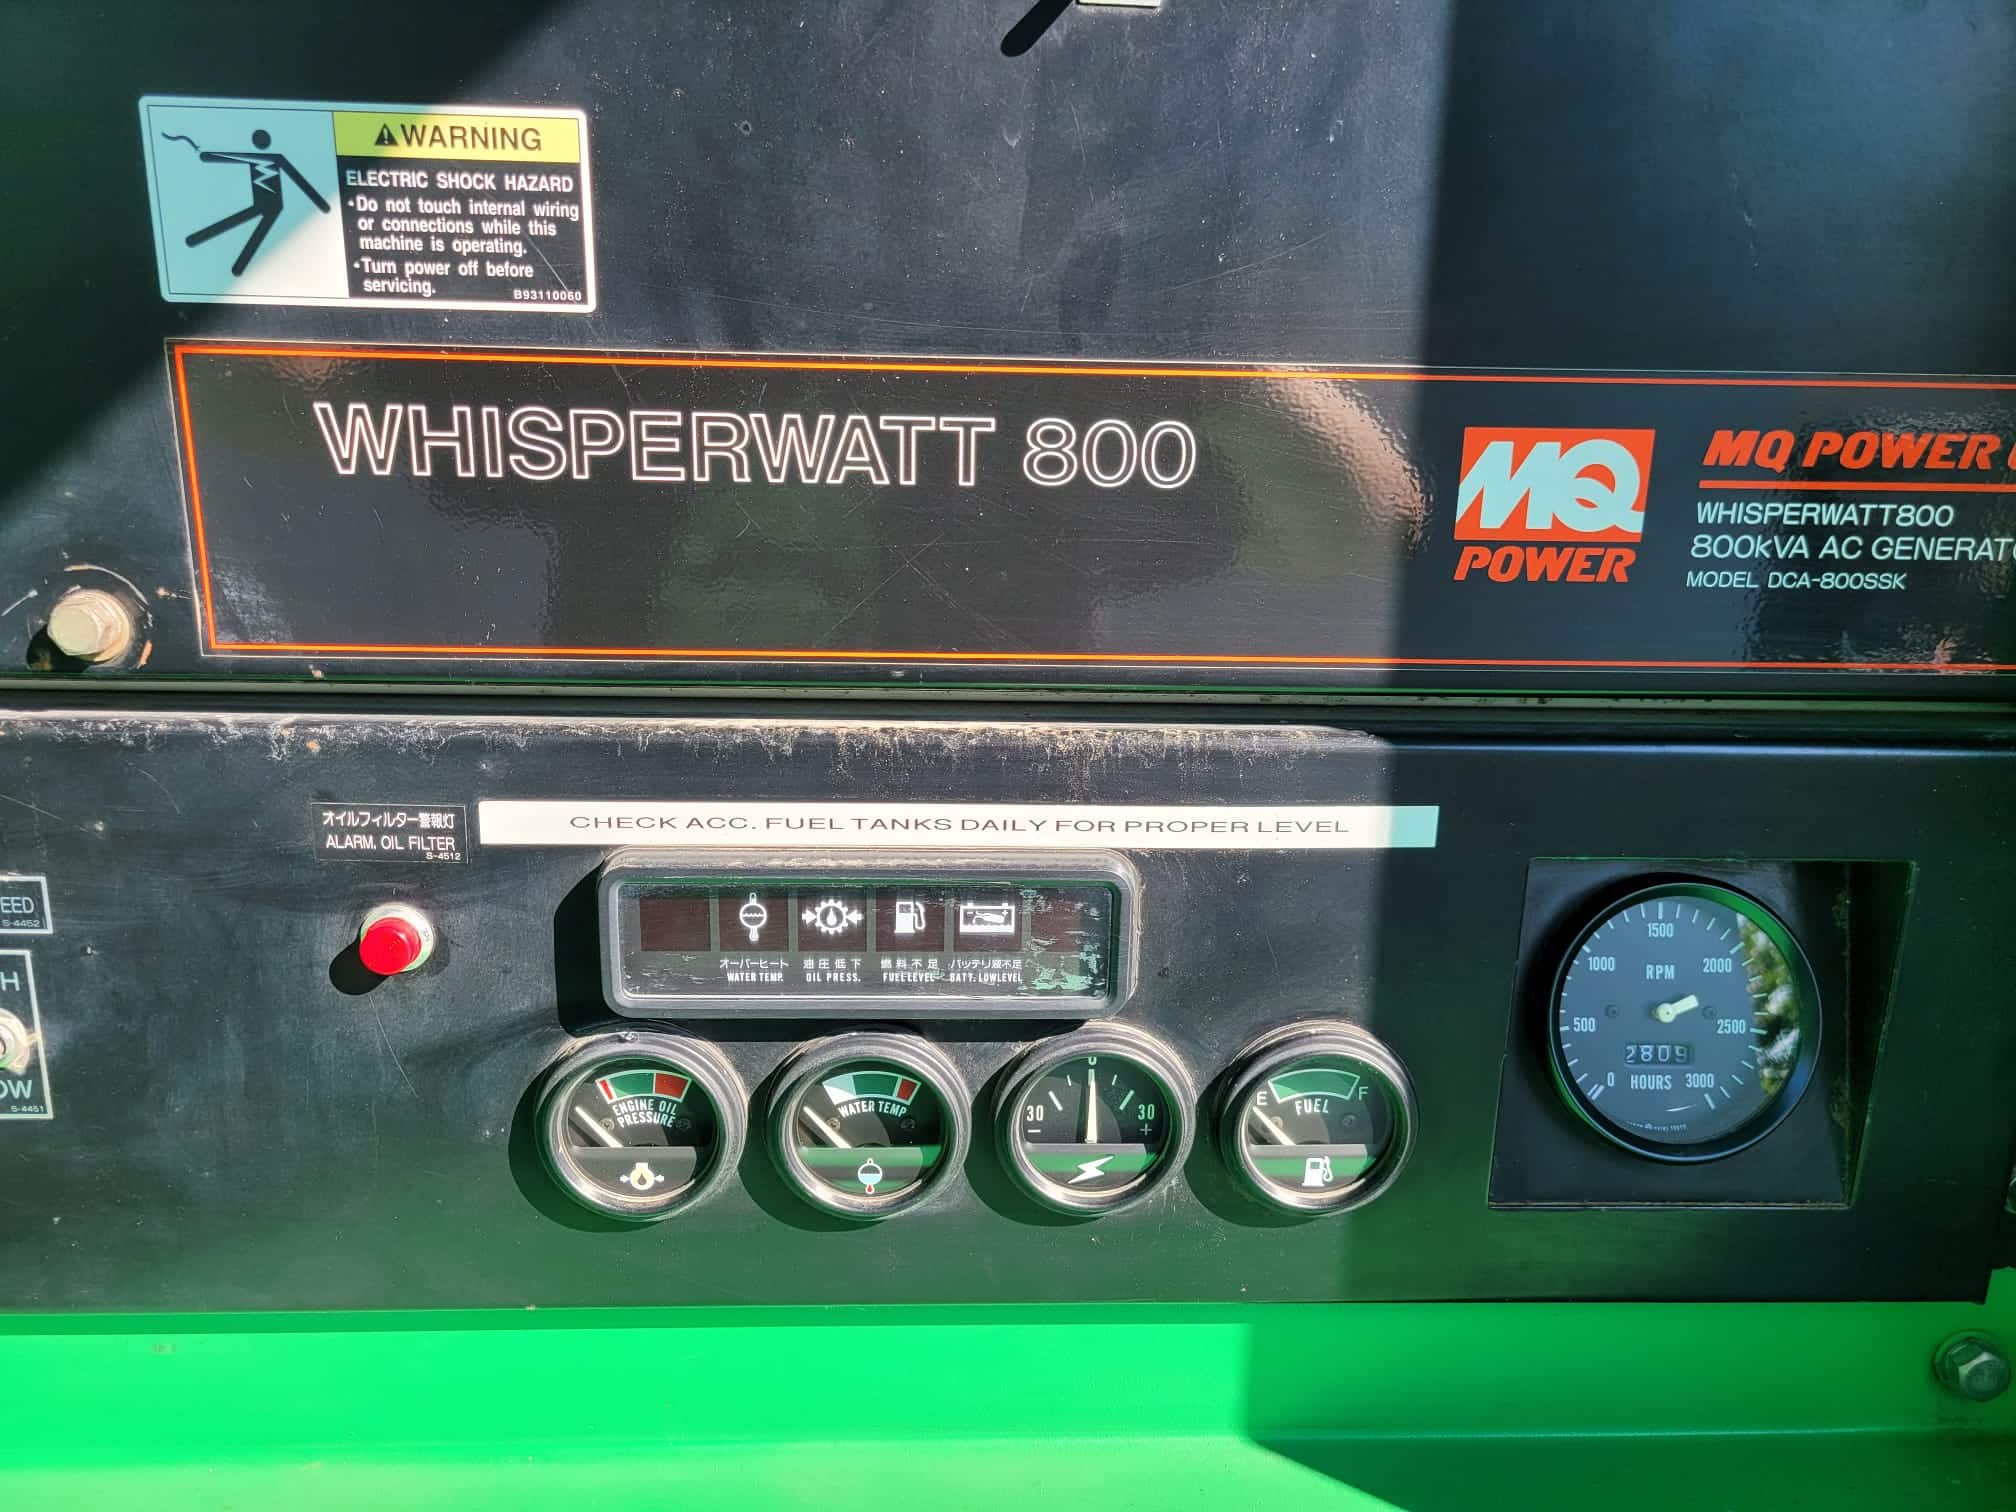 WARNING
ELECTRIC SHOCK HAZARD
・Do not touch internal wiring
or connections while this
machine is operating.
・Turn power off before
servicing.
B93110060
WHISPERWATT 800
MQ
POWER
MQ POWER
WHISPERWATT800
800kVA AC GENERATO
MODEL DCA-800SSK
オイルフィルター警報灯
ALARM, OIL FILTER
S-4512
CHECK ACC. FUEL TANKS DAILY FOR PROPER LEVEL
EED
S-4452
H
OW
S-4451
オーバーヒート
WATER TEMP.
油圧低下
OIL PRESS.
燃料不足
FUEL LEVEL
バッテリ液不足
BATT. LOWLEVEL
ENGINE OIL
PRESSURE
WATER TEMP
0
30 30
- +
E F
FUEL
0 500 1000 1500 2000 2500 3000
RPM
2809
HOURS